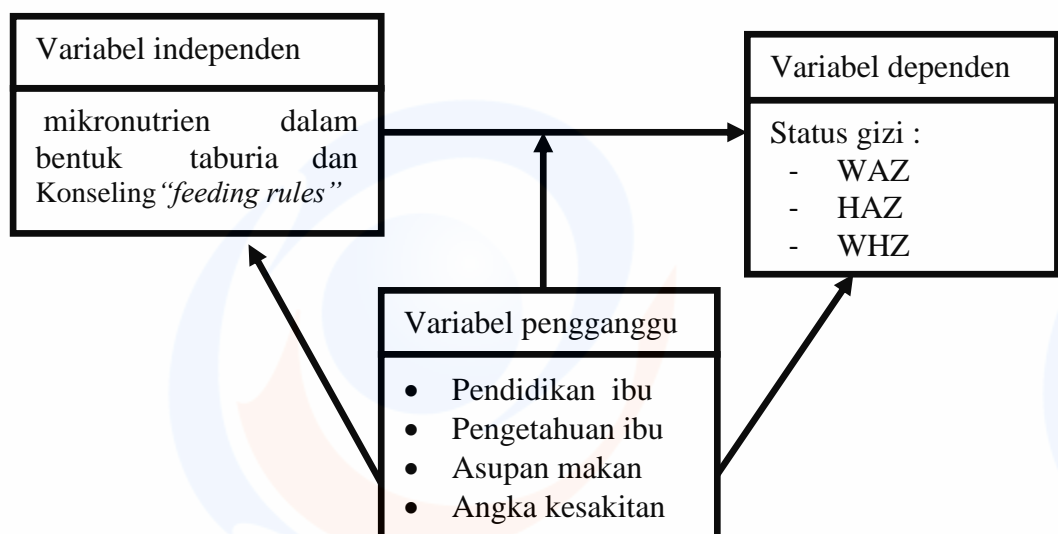 Variabel independen
mikronutrien dalam
bentuk taburia dan
Konseling “feeding rules”
Variabel dependen
Status gizi :
- WAZ
- HAZ
- WHZ
Variabel pengganggu
• Pendidikan ibu
• Pengetahuan ibu
• Asupan makan
• Angka kesakitan